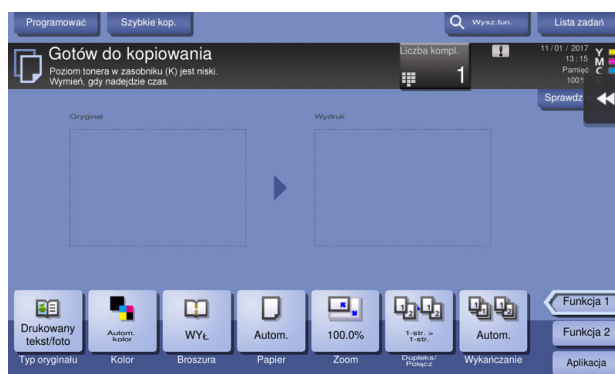 Programować
Szybkie kop.
Wysz.fun.
Lista zadań
Gotów do kopiowania
Poziom tonera w zasobniku (K) jest niski.
Wymień, gdy nadejdzie czas.
Liczba kompl.
1
11/01 / 2017
13:15
Pamięć
100%
Y
M
C
K
Sprawdź
Oryginał
Wydruk
Drukowany
tekst/foto
Autom.
kolor
WYŁ
Autom.
100.0%
1-str. >
1-str.
Autom.
Typ oryginału
Kolor
Broszura
Papier
Zoom
Dupleks/
Połącz
Wykańczanie
Funkcja 1
Funkcja 2
Aplikacja